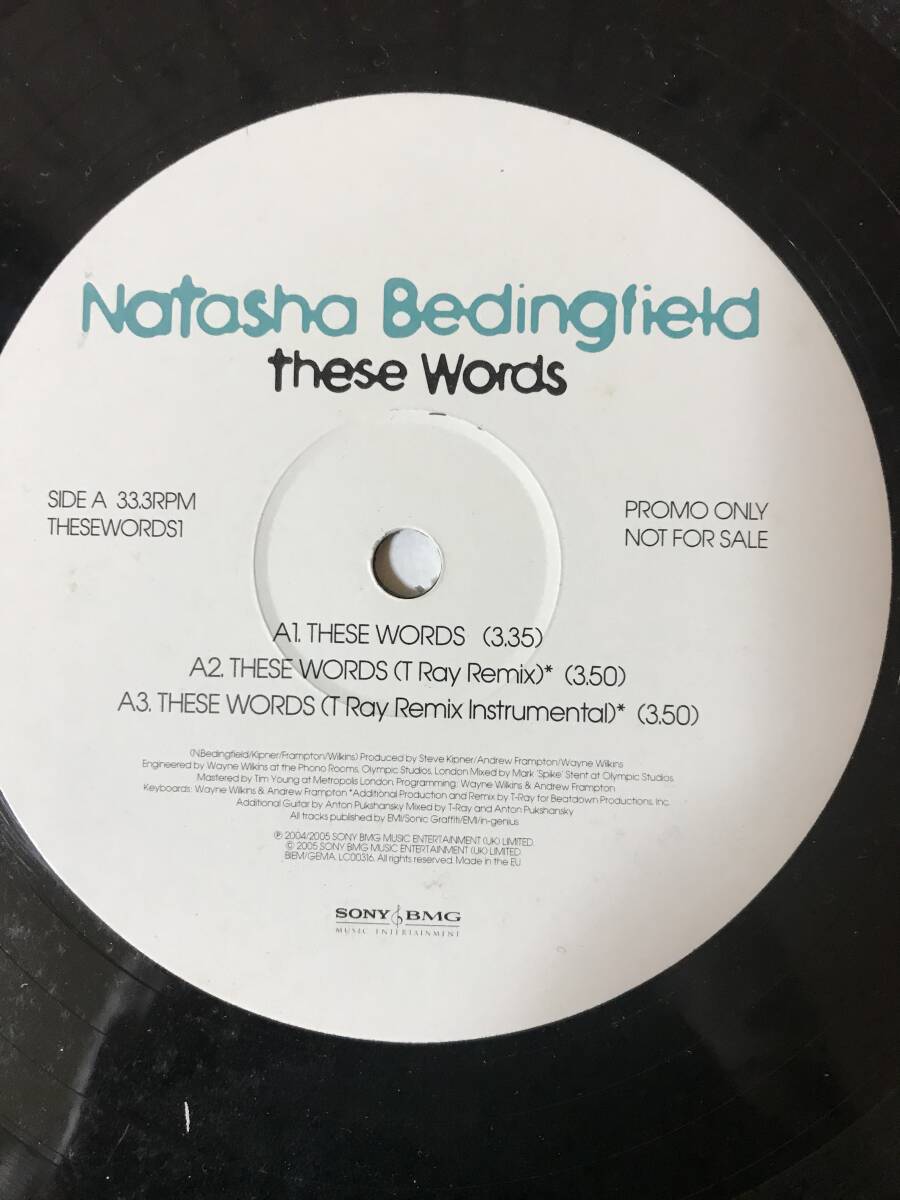 Natasha Bedingfield
these Words
SIDE A 33.3RPM
THESEWORDS1
PROMO ONLY
NOT FOR SALE
A1. THESE WORDS (3.35)
A2. THESE WORDS (T Ray Remix)* (3.50)
A3. THESE WORDS (T Ray Remix Instrumental)* (3.50)
(NBedingfield/Kipner/Frampton/Wilkins) Produced by Steve Kipner/Andrew Frampton/Wayne Wilkins
Engineered by Wayne Wilkins at the Phono Rooms, Olympic Studios, London Mixed by Mark 'Spike' Stent at Olympic Studios.
Mastered by Tim Young at Metropolis London. Programming: Wayne Wilkins & Andrew Frampton
Keyboards: Wayne Wilkins & Andrew Frampton *Additional Production and Remix by T-Ray for Beatdown Productions, Inc.
Additional Guitar by Anton Pukshansky Mixed by T-Ray and Anton Pukshansky
All tracks published by EMI/Sonic Graffiti/EMI/in-genius
℗ 2004/2005 SONY BMG MUSIC ENTERTAINMENT (UK) LIMITED.
© 2005 SONY BMG MUSIC ENTERTAINMENT (UK) LIMITED.
BIEM/GEMA. LC00316. All rights reserved. Made in the EU
SONY BMG
MUSIC ENTERTAINMENT